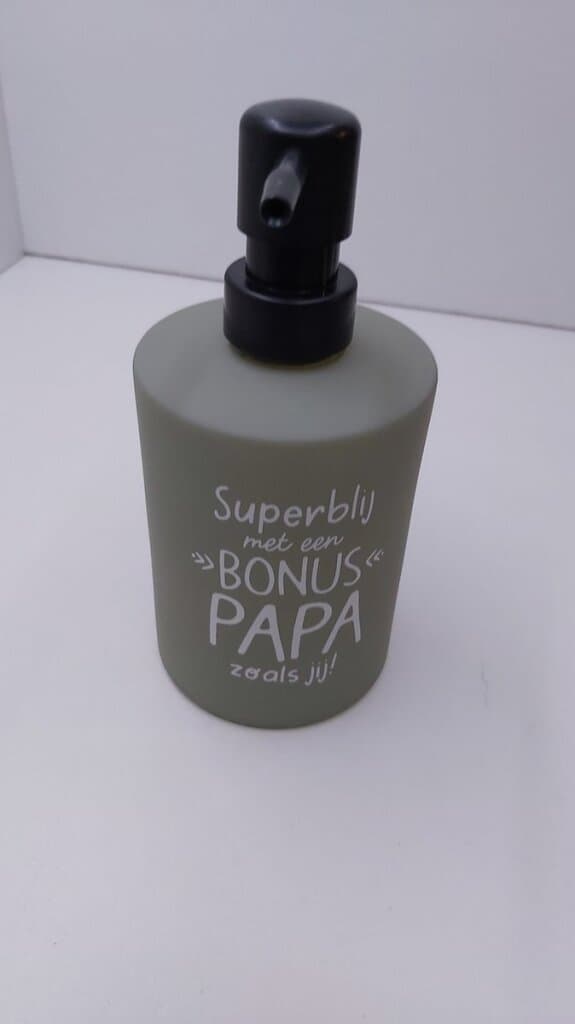 Superblij
met een
»BONUS«
PAPA
zoals jij!